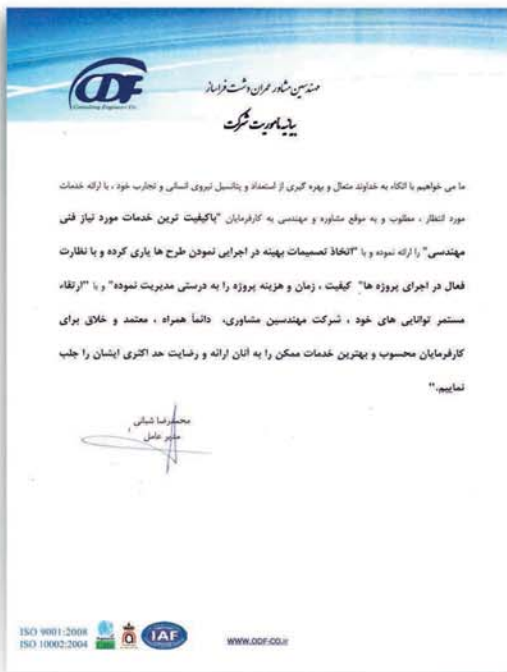 ODF
Consulting Engineer Co.
مهندسین مشاور عمران دشت فراساز
بیانیه ماموریت شرکت
ما می خواهیم با اتکاء به خداوند متعال و بهره گیری از استعداد و پتانسیل نیروی انسانی و تجارب خود ، با ارائه خدمات
مورد انتظار ، مطلوب و به موقع مشاوره و مهندسی به کارفرمایان "باکیفیت ترین خدمات مورد نیاز فنی
مهندسی" را ارائه نموده و با "اتخاذ تصمیمات بهینه در اجرایی نمودن طرح ها یاری کرده و با نظارت
فعال در اجرای پروژه ها" کیفیت ، زمان و هزینه پروژه را به درستی مدیریت نموده" و با "ارتقاء
مستمر توانایی های خود ، شرکت مهندسین مشاوری، دائماً همراه ، معتمد و خلاق برای
کارفرمایان محسوب و بهترین خدمات ممکن را به آنان ارائه و رضایت حد اکثری ایشان را جلب
نماییم."
محمدرضا شبانی
مدیر عامل
ISO 9001:2008
ISO 10002:2004
IAF
WWW.ODF-CO.ir